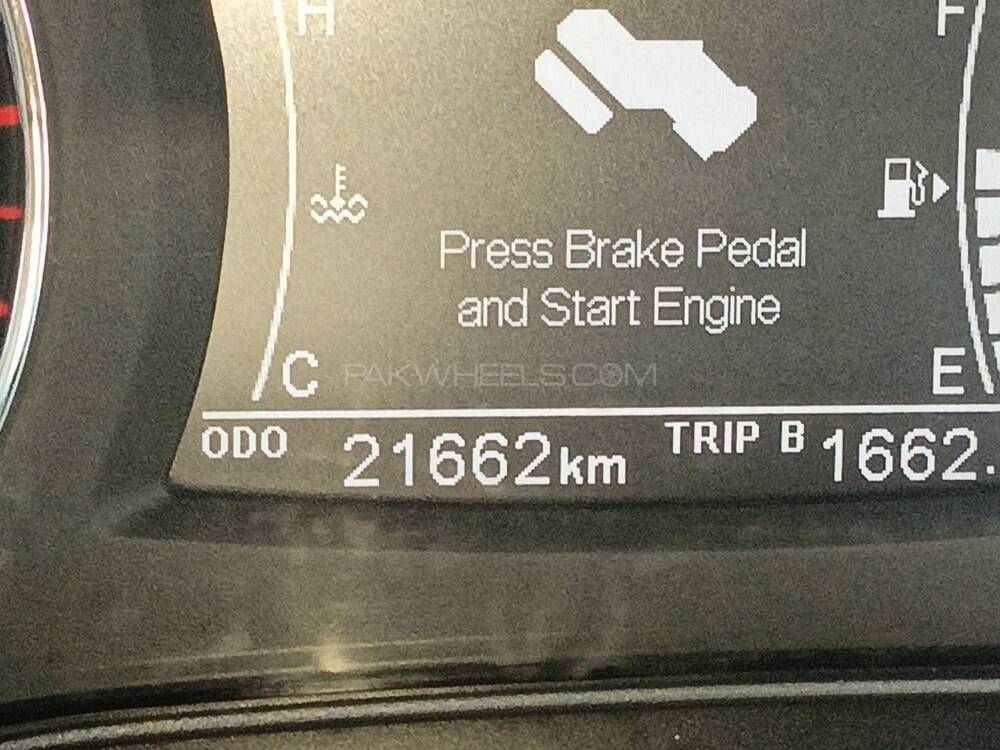 H
F
Press Brake Pedal
and Start Engine
C
PAKWHEELS.COM
E
ODO 21662km TRIP B 1662.